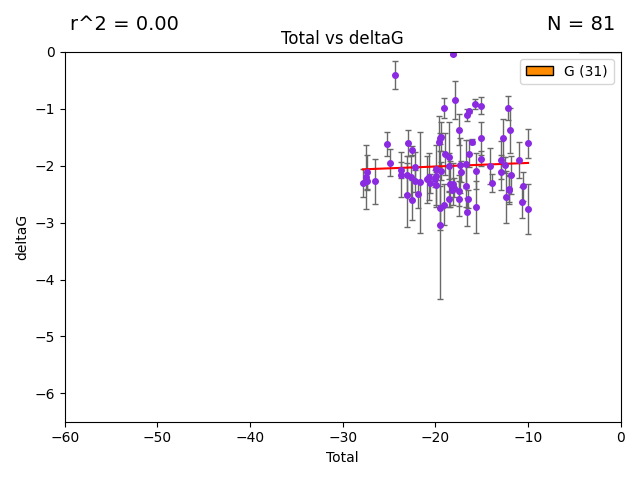 r^2 = 0.00
N = 81
Total vs deltaG
G (31)
0
−1
−2
−3
−4
−5
−6
deltaG
−60
−50
−40
−30
−20
−10
0
Total